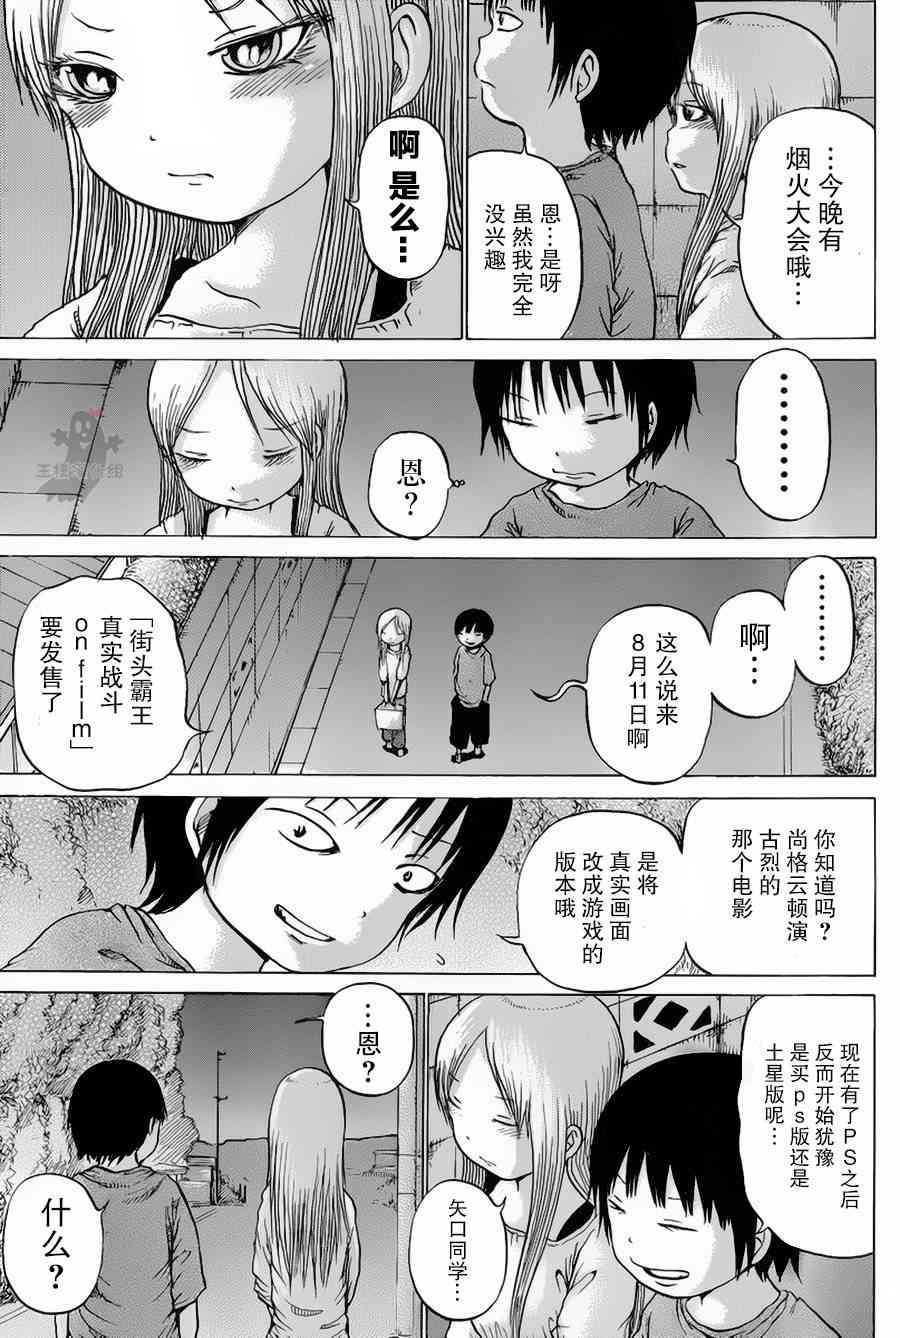 …今晚有
烟火大会哦…
恩…是呀
虽然我完全
没兴趣
啊是么…
………
…恩？
………
啊…
这么说来
8月11日啊
「街头霸王
真实战斗
on film」
要发售了
你知道吗？
尚格云顿演
古烈的
那个电影
是将
真实画面
改成游戏的
版本哦
现在有了PS之后
反而开始犹豫
是买ps版还是
土星版呢…
矢口同学…
…恩？
什么？